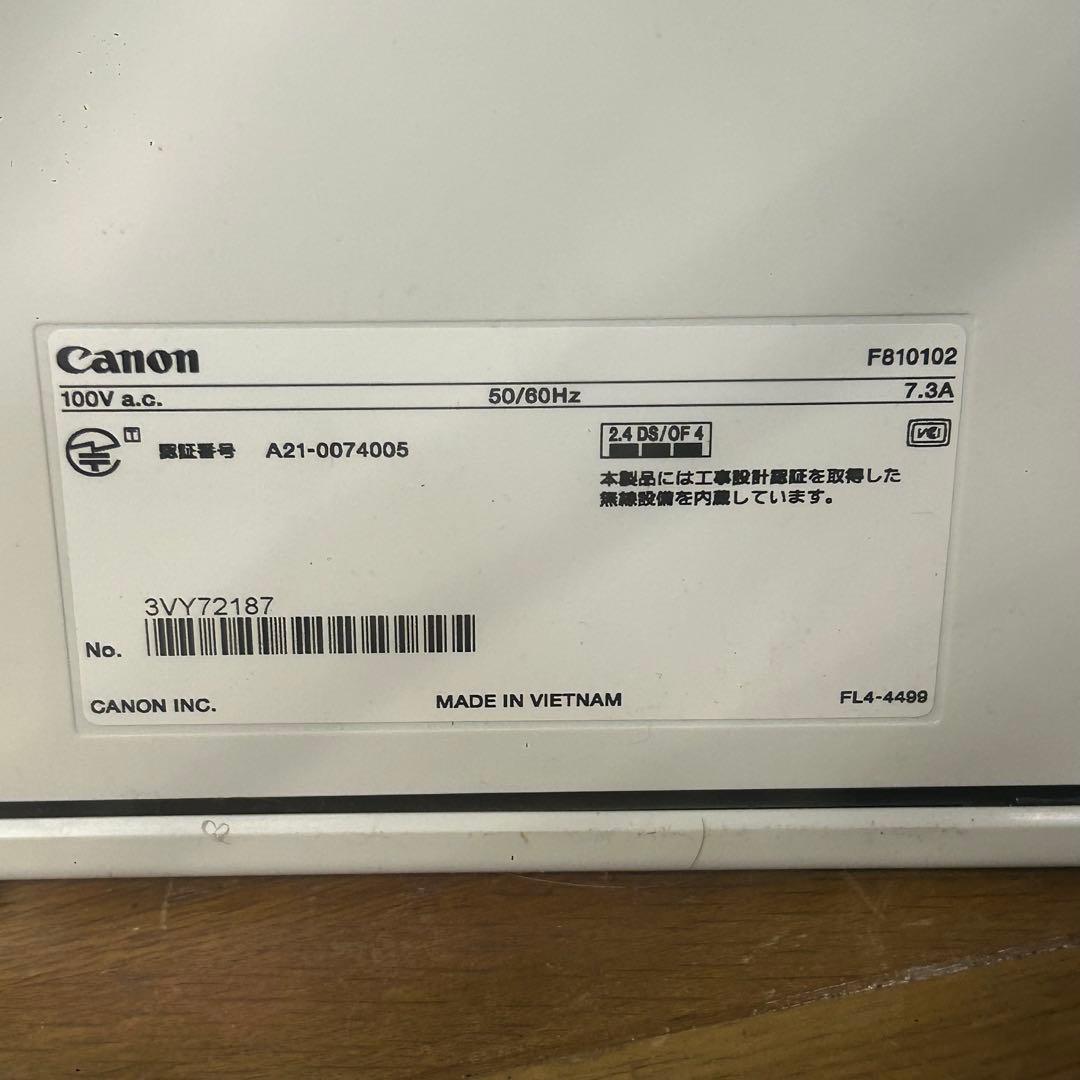 Canon
F810102
100V a.c. 50/60Hz 7.3A
T 認証番号 A21-0074005
2.4 DS/OF 4
VCI
本製品には工事設計認証を取得した
無線設備を内蔵しています。
3VY72187
No.
CANON INC. MADE IN VIETNAM FL4-4499